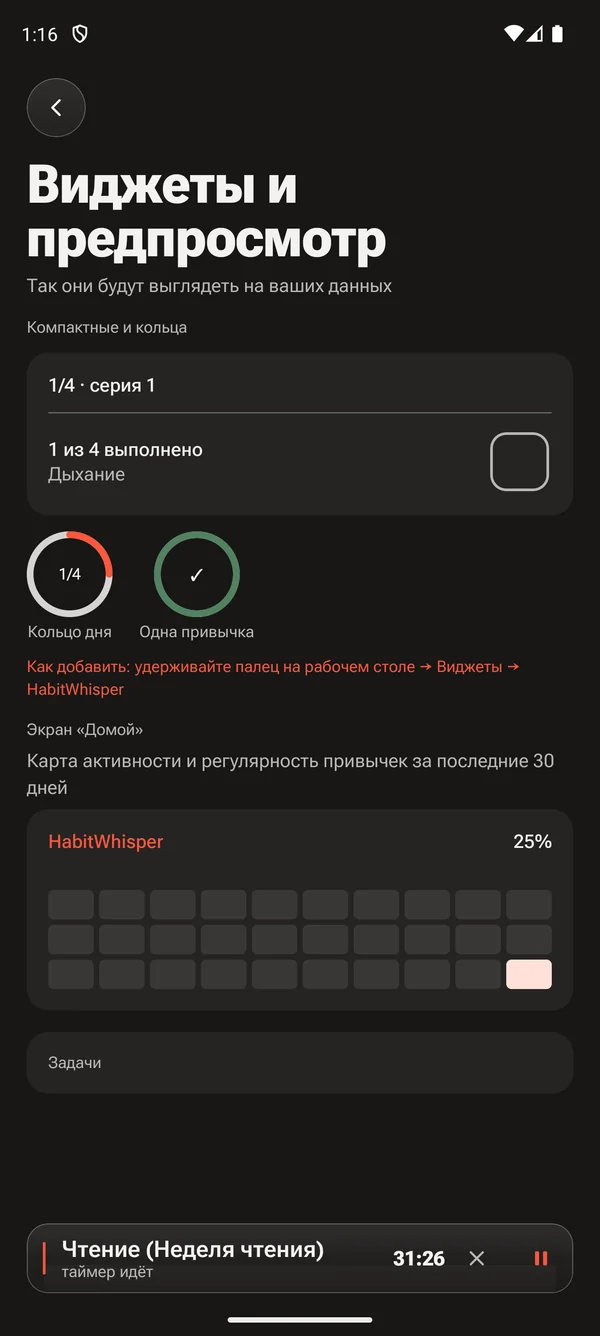 1:16
Виджеты и
предпросмотр
Так они будут выглядеть на ваших данных
Компактные и кольца
1/4 · серия 1
1 из 4 выполнено
Дыхание
1/4
✓
Кольцо дня
Одна привычка
Как добавить: удерживайте палец на рабочем столе → Виджеты →
HabitWhisper
Экран «Домой»
Карта активности и регулярность привычек за последние 30
дней
HabitWhisper
25%
Задачи
Чтение (Неделя чтения)
31:26
таймер идёт